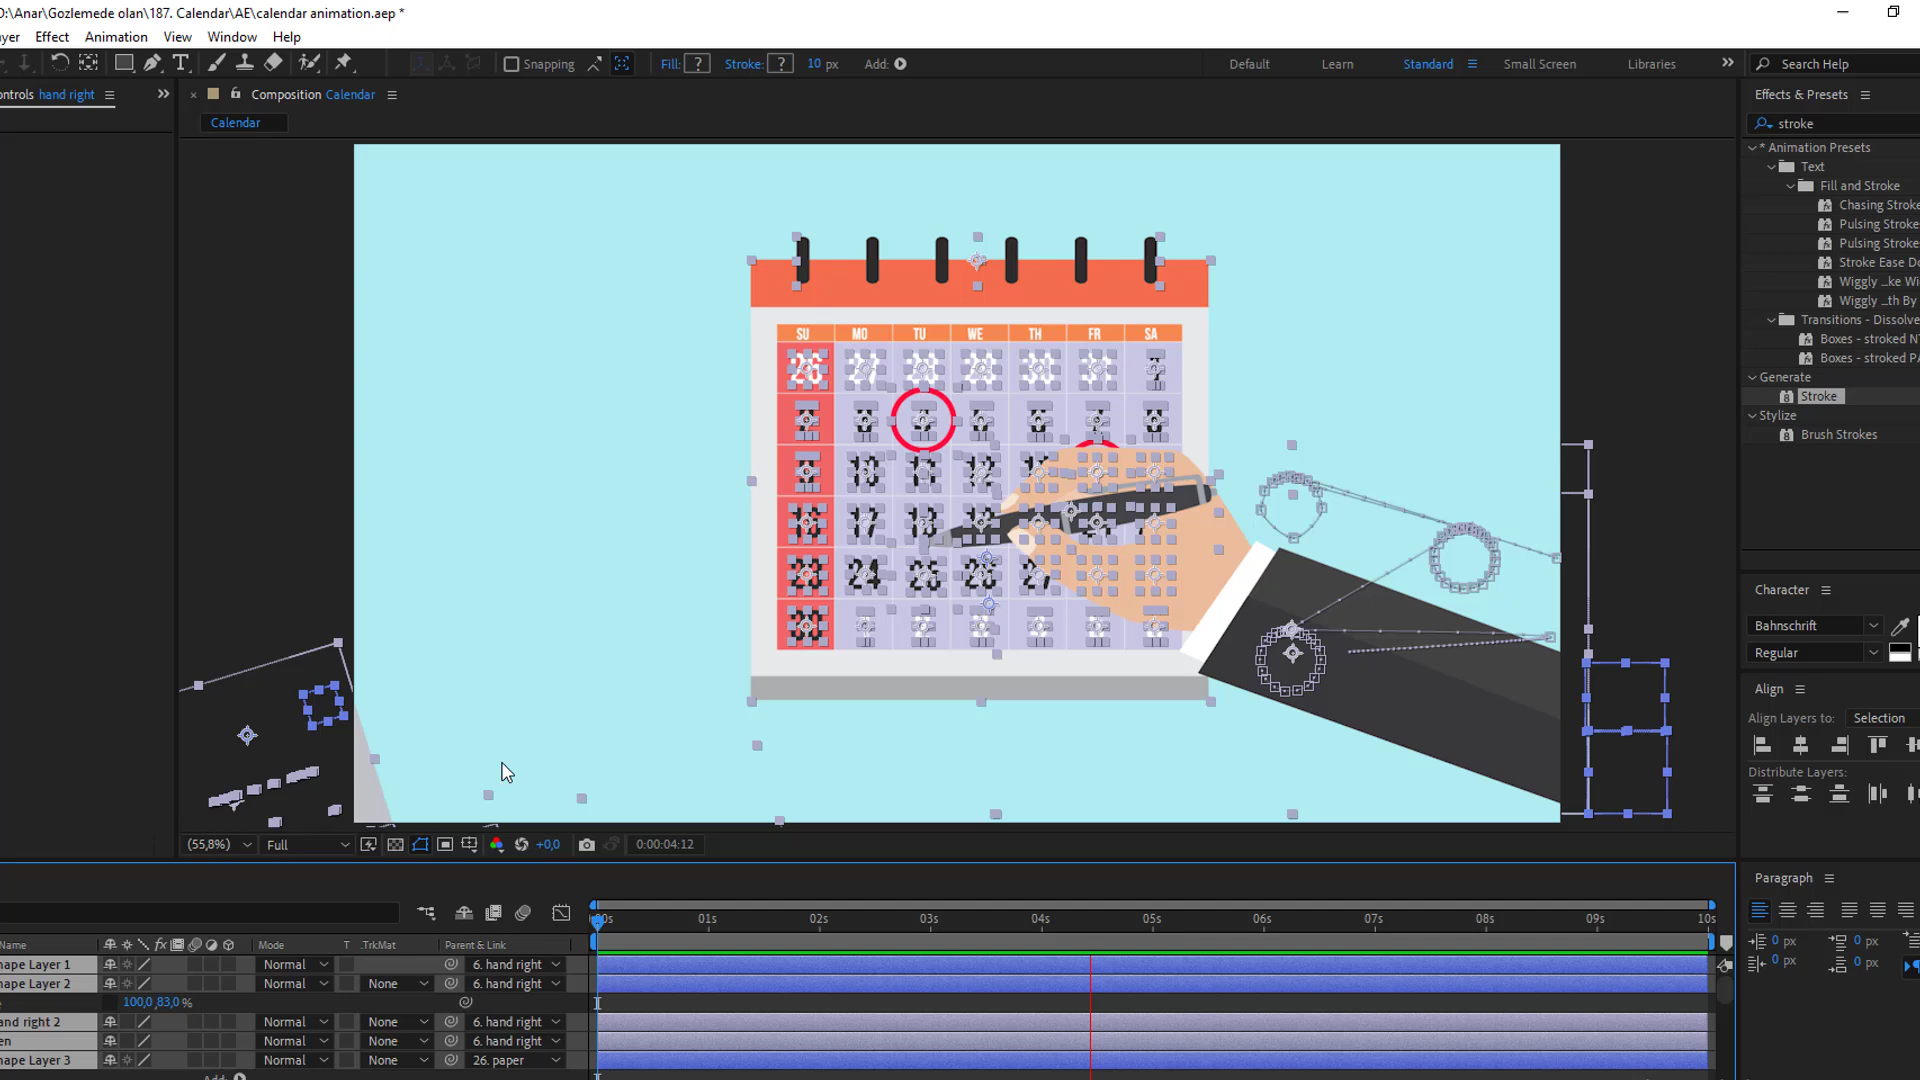 D:\Anar\Gozlemede olan\187. Calendar\AE\calendar animation.aep *
ayer Effect Animation View Window Help
Snapping Fill: ? Stroke: ? 10 px Add: Default Learn Standard Small Screen Libraries Search Help
ontrols hand right
Composition Calendar
Calendar
Effects & Presets
stroke
* Animation Presets
Text
Fill and Stroke
Chasing Stroke
Pulsing Stroke
Pulsing Stroke
Stroke Ease Do
Wiggly ...ke Wi
Wiggly ...th By
Transitions - Dissolve
Boxes - stroked N
Boxes - stroked PA
Generate
Stroke
Stylize
Brush Strokes
SU MO TU WE TH FR SA
24
Character
Bahnschrift
Regular
Align
Align Layers to: Selection
Distribute Layers:
(55,8%) Full +0,0 0:00:04:12
Paragraph
0 px 0 px
0 px 0 px
00s 01s 02s 03s 04s 05s 06s 07s 08s 09s 10s
Name fx Mode T .TrkMat Parent & Link
hape Layer 1 Normal 6. hand right
hape Layer 2 Normal None 6. hand right
100,0,83,0 %
and right 2 Normal None 6. hand right
en Normal None 6. hand right
hape Layer 3 Normal None 26. paper
Add: